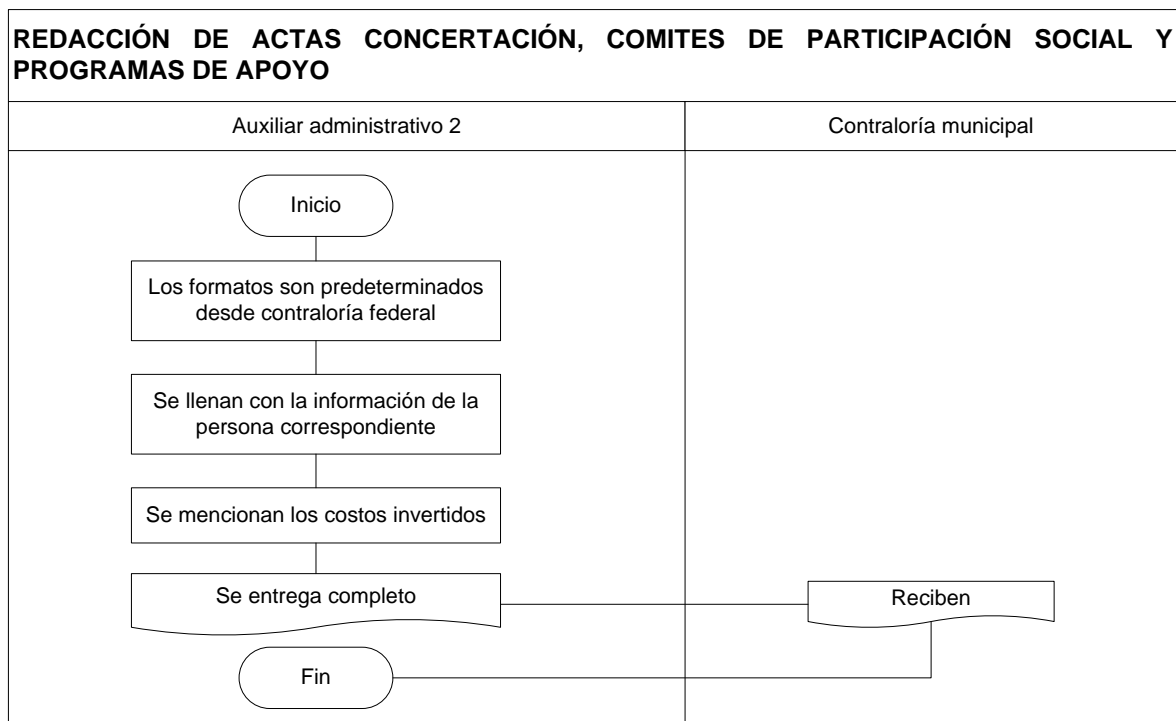 REDACCIÓN DE ACTAS CONCERTACIÓN, COMITES DE PARTICIPACIÓN SOCIAL Y
PROGRAMAS DE APOYO
Auxiliar administrativo 2
Contraloría municipal
Inicio
Los formatos son predeterminados
desde contraloría federal
Se llenan con la información de la
persona correspondiente
Se mencionan los costos invertidos
Se entrega completo
Reciben
Fin